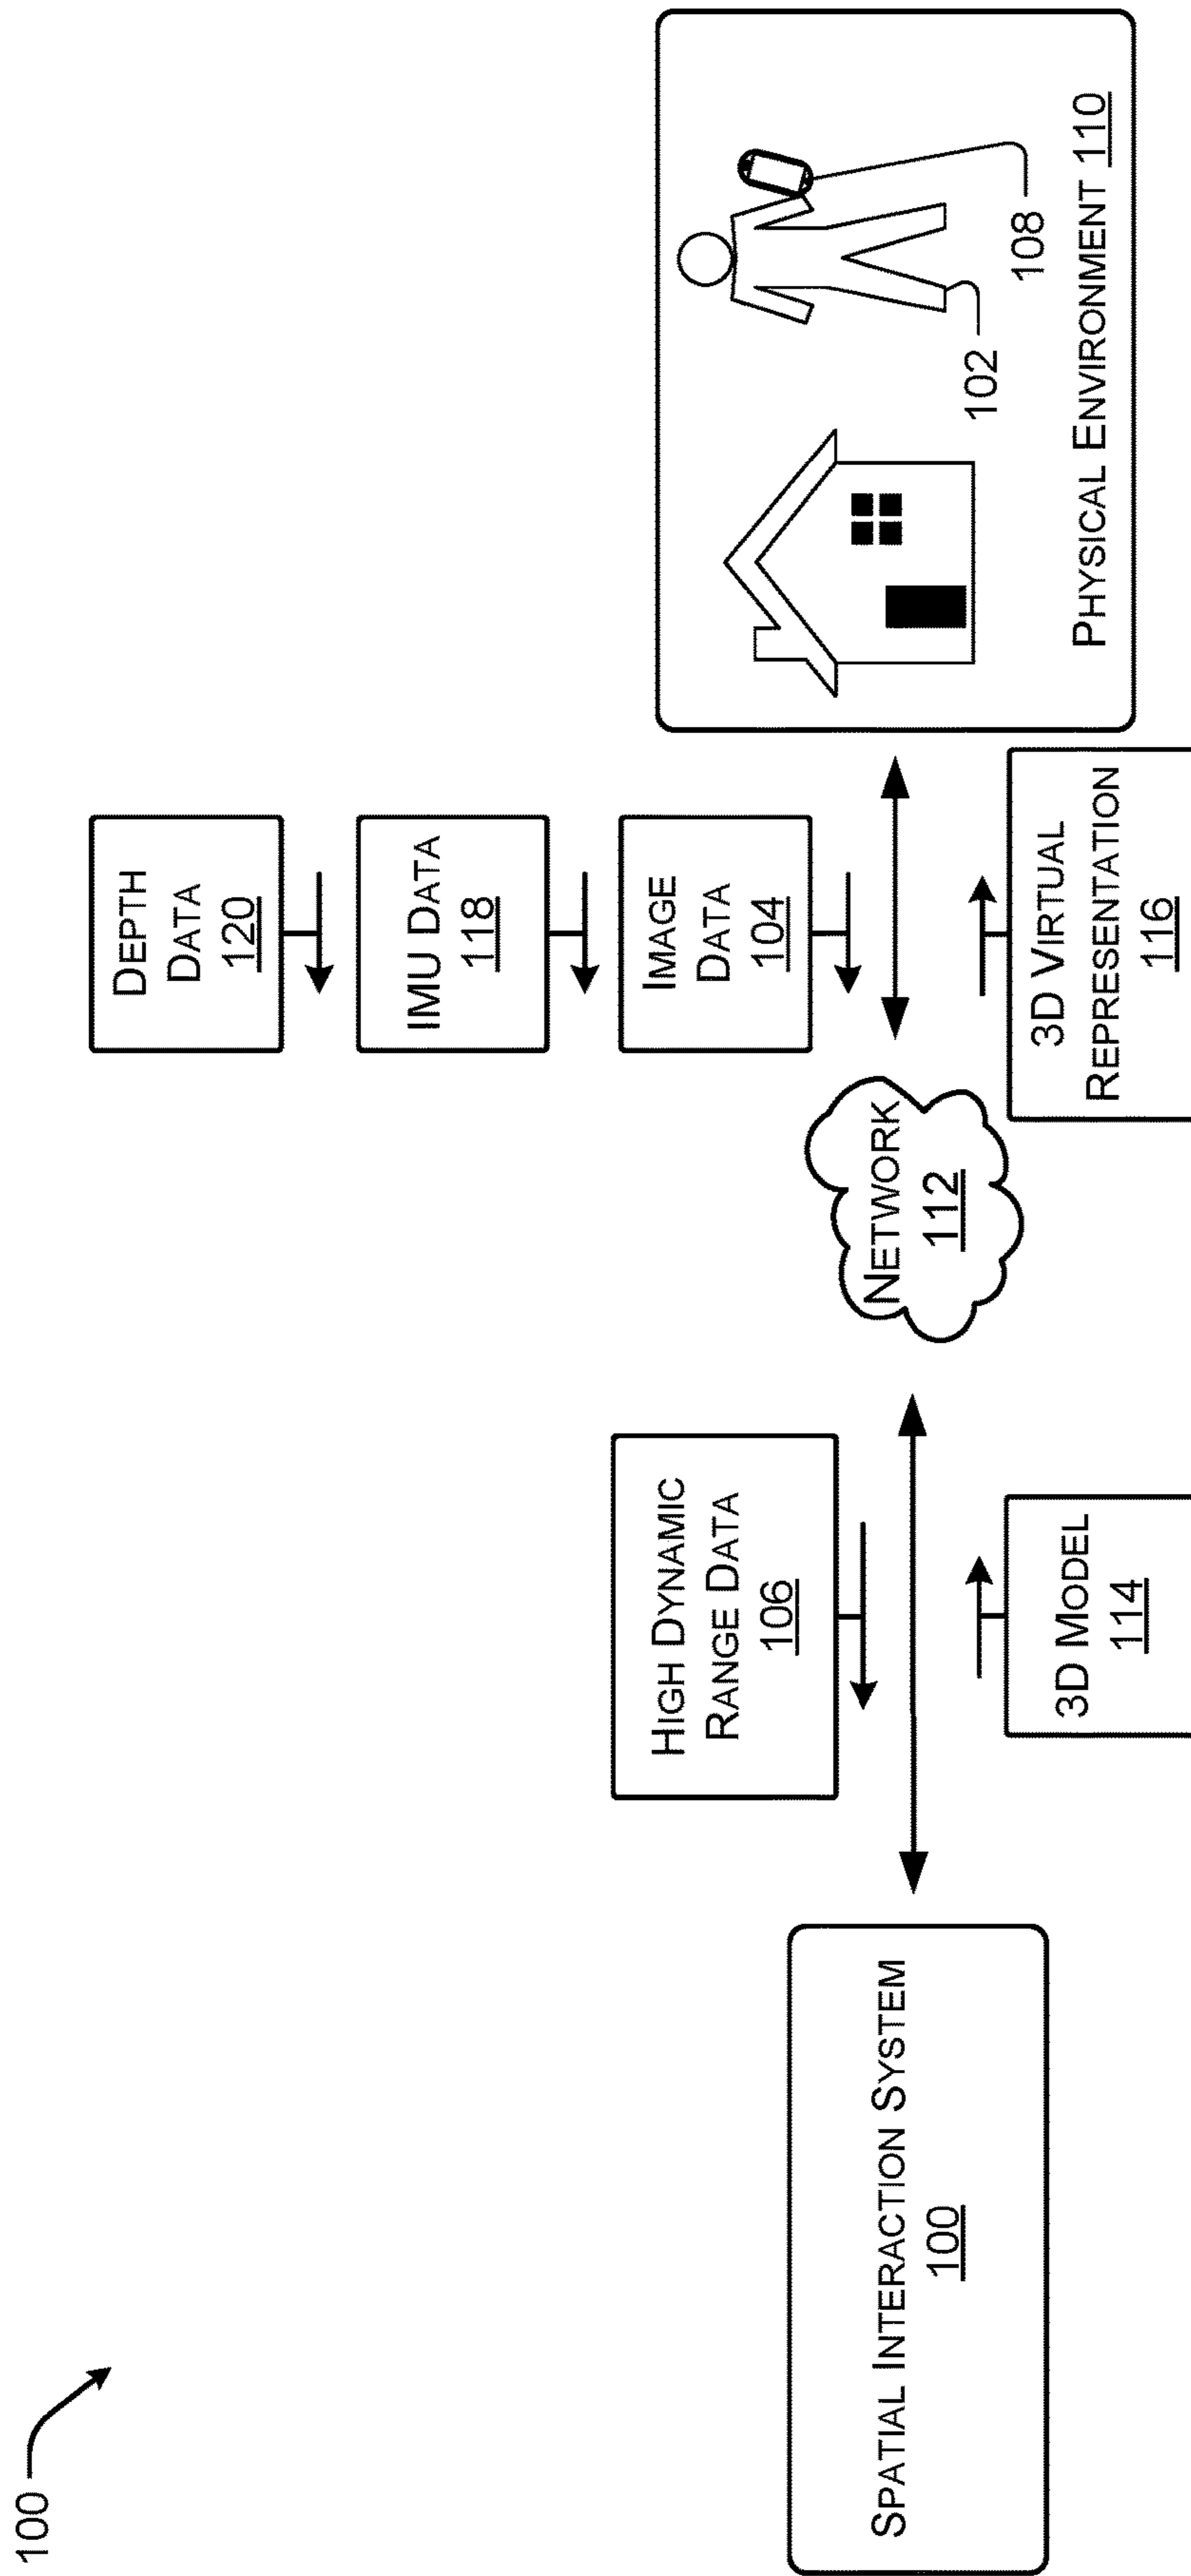 100
DEPTH
DATA
120
IMU DATA
118
IMAGE
DATA
104
HIGH DYNAMIC
RANGE DATA
106
SPATIAL INTERACTION SYSTEM
100
NETWORK
112
3D MODEL
114
3D VIRTUAL
REPRESENTATION
116
102
108
PHYSICAL ENVIRONMENT 110